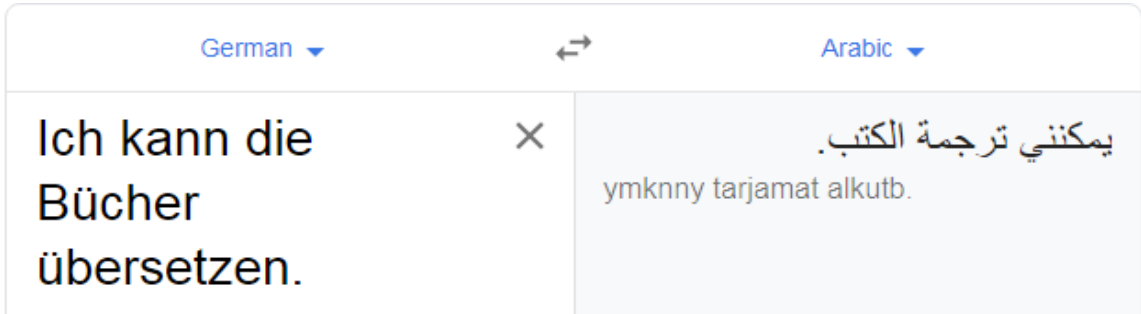 German
Arabic
Ich kann die
Bücher
übersetzen.
يمكنني ترجمة الكتب.
ymknny tarjamat alkutb.